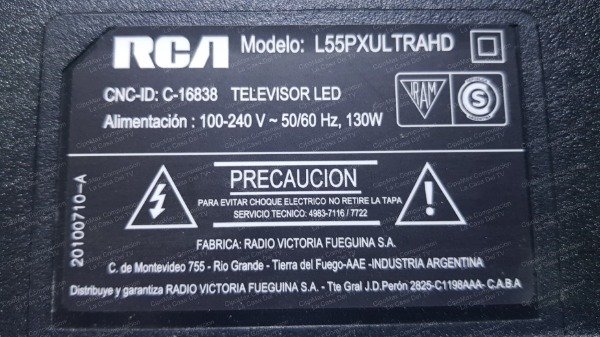 RCA Modelo: L55PXULTRAHD
CNC-ID: C-16838 TELEVISOR LED
Alimentación : 100-240 V ~ 50/60 Hz, 130W
IRAM S
PRECAUCION
PARA EVITAR CHOQUE ELECTRICO NO RETIRE LA TAPA
SERVICIO TECNICO: 4983-7116 / 7722
20100710-A
FABRICA: RADIO VICTORIA FUEGUINA S.A.
C. de Montevideo 755 - Rio Grande - Tierra del Fuego-AAE -INDUSTRIA ARGENTINA
Distribuye y garantiza RADIO VICTORIA FUEGUINA S.A. - Tte Gral J.D.Perón 2825-C1198AAA- C.A.B.A